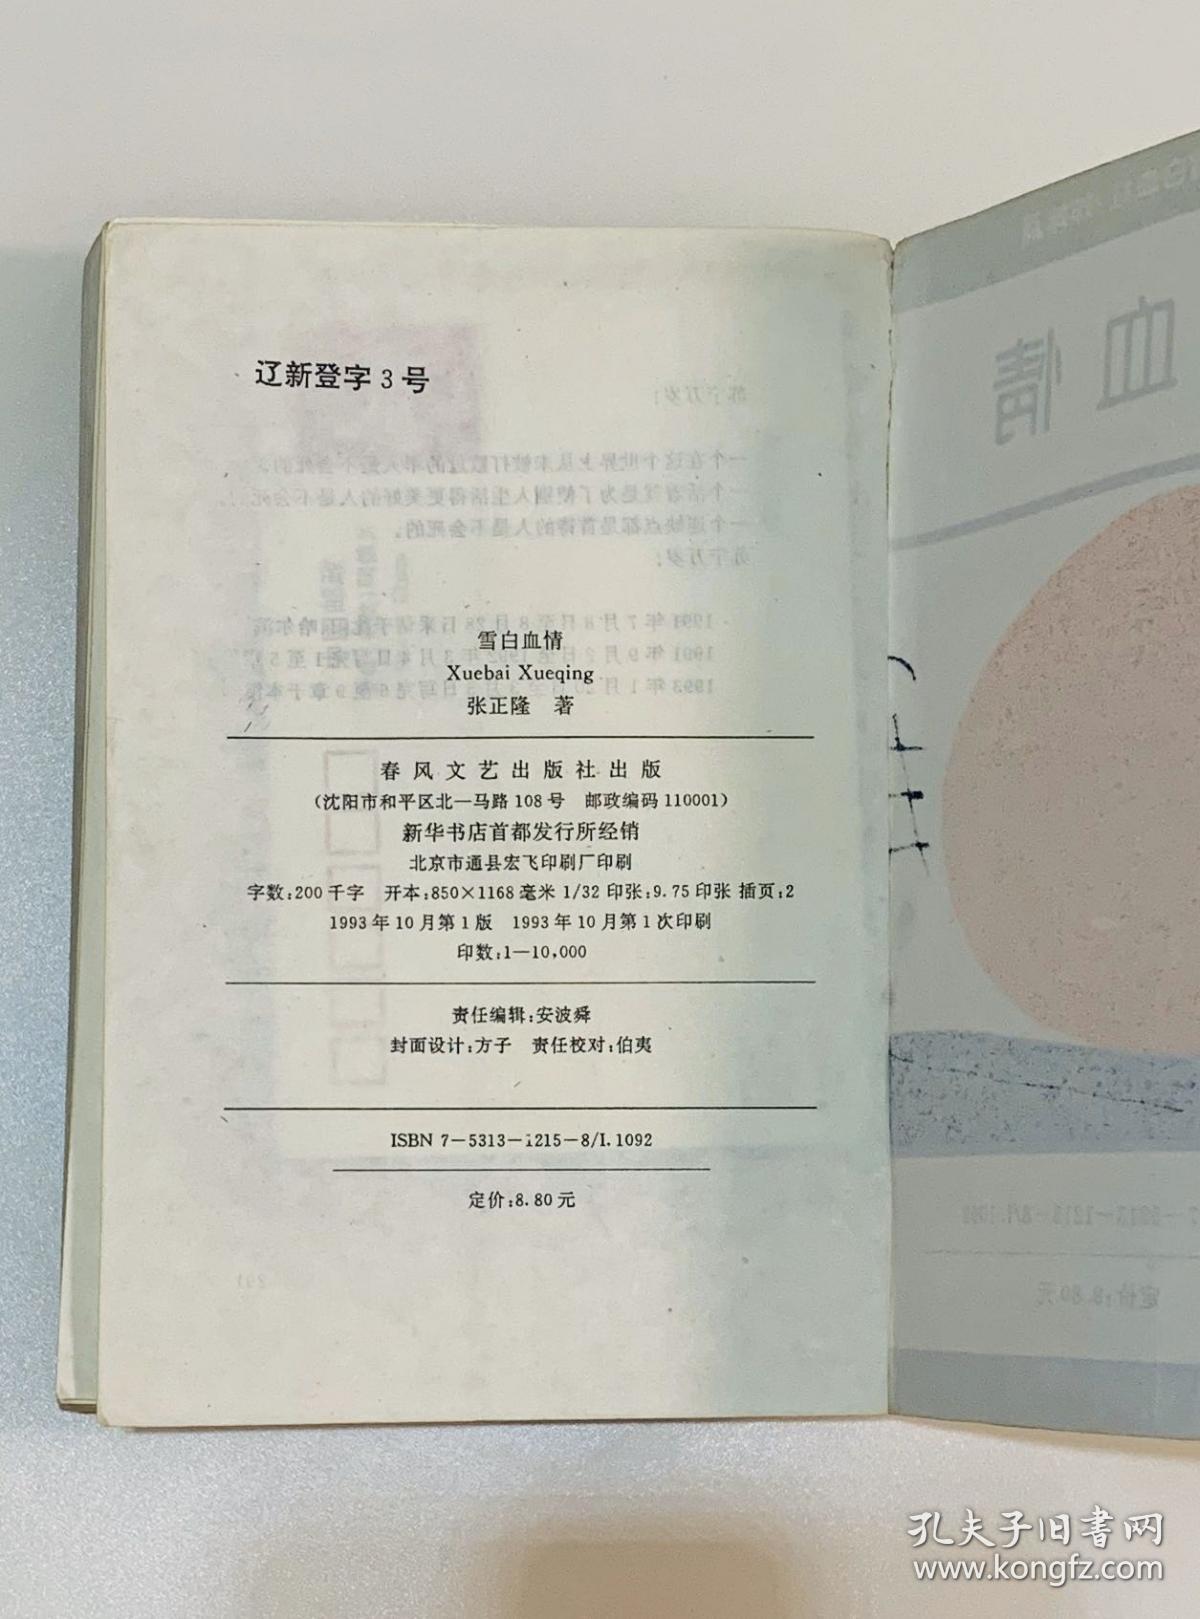 辽新登字3号
雪白血情
Xuebai Xueqing
张正隆 著
春风文艺出版社出版
(沈阳市和平区北一马路108号 邮政编码110001)
新华书店首都发行所经销
北京市通县宏飞印刷厂印刷
字数:200千字 开本:850×1168毫米 1/32 印张:9.75印张 插页:2
1993年10月第1版 1993年10月第1次印刷
印数:1—10,000
责任编辑:安波舜
封面设计:方子 责任校对:伯夷
ISBN 7-5313-1215-8/I.1092
定价:8.80元
血情
孔夫子旧书网
www.kongfz.com